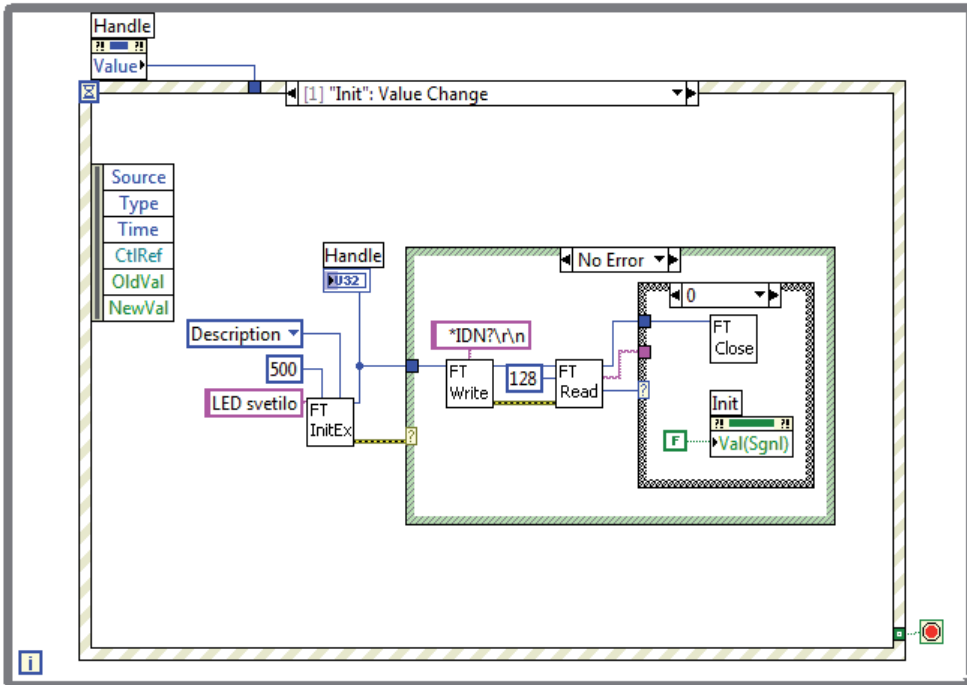 Handle
Value
[1] "Init": Value Change
Source
Type
Time
CtlRef
OldVal
NewVal
Handle
U32
No Error
0
Description
*IDN?\r\n
FT
Close
500
FT
Write
128
FT
Read
?
LED svetilo
FT
InitEx
?
Init
F
Val(Sgnl)
i